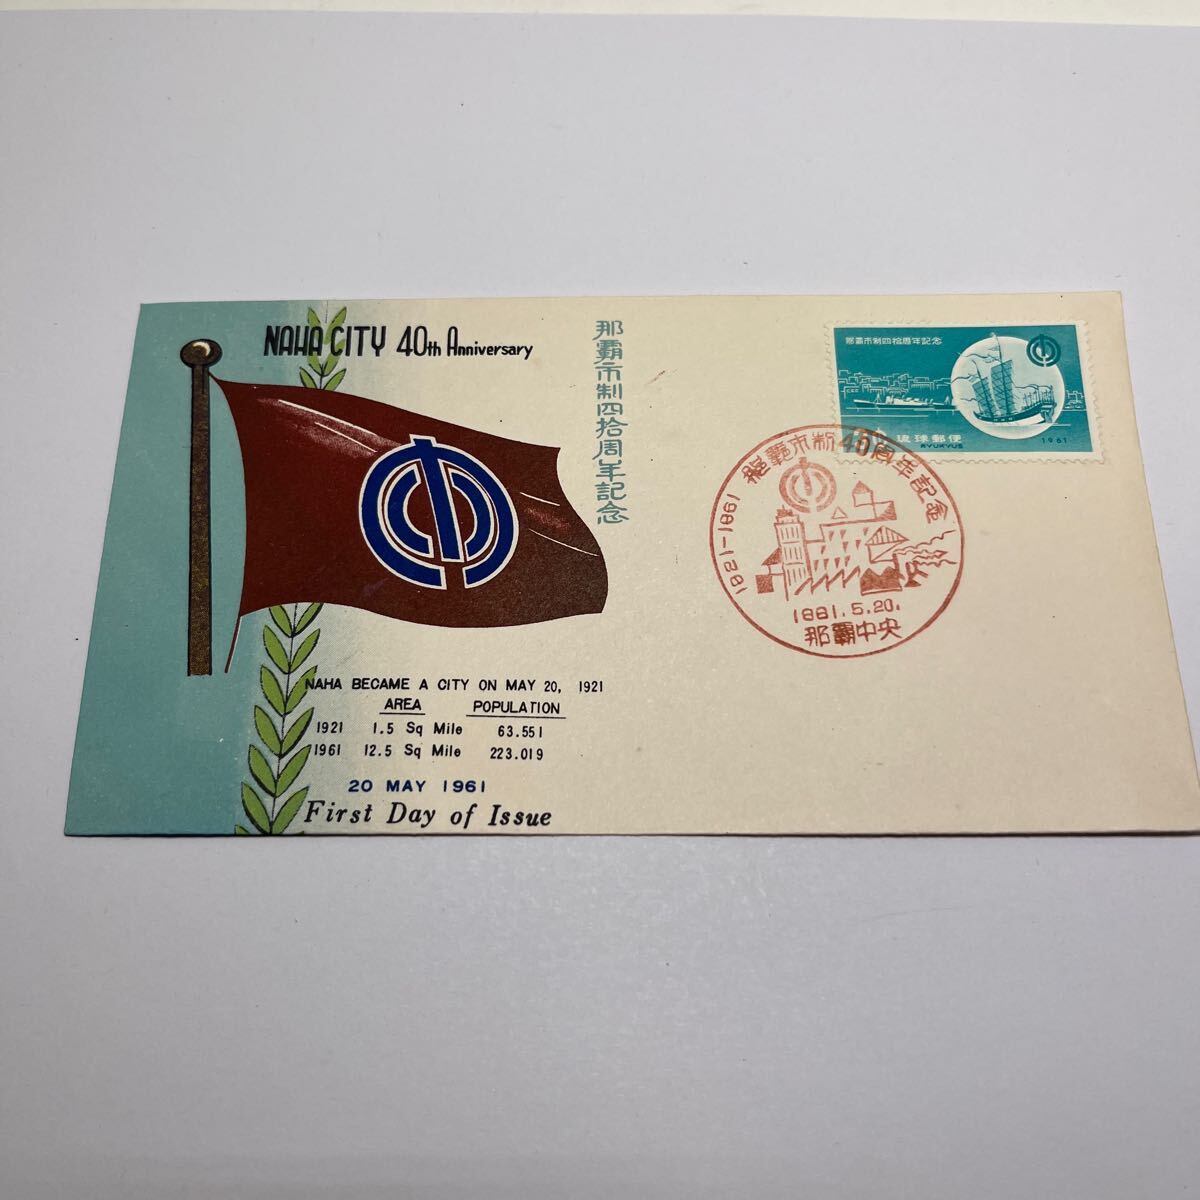 NAHA CITY 40th Anniversary
那覇市制四拾周年記念
NAHA BECAME A CITY ON MAY 20, 1921
AREA POPULATION
1921 1.5 Sq Mile 63.551
1961 12.5 Sq Mile 223.019
20 MAY 1961
First Day of Issue
那覇市制四拾周年記念
琉球郵便
RYUKYUS
1961
那覇市制40周年記念
1921-1961
1961.5.20.
那覇中央